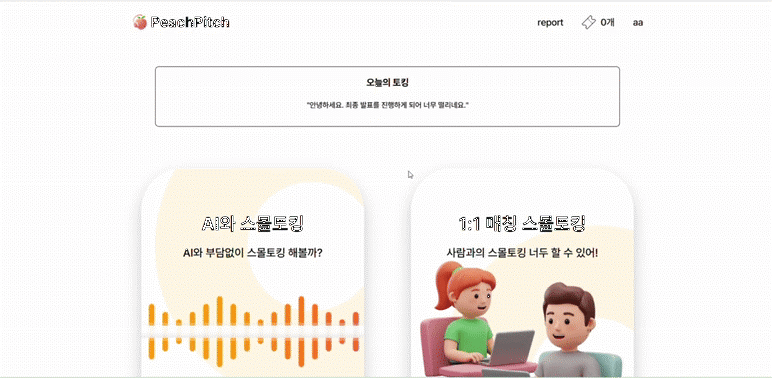 PeachPitch
report
0개
aa
오늘의 토킹
"안녕하세요. 최종 발표를 진행하게 되어 너무 떨리네요."
AI와 스몰토킹
AI와 부담없이 스몰토킹 해볼까?
1:1 매칭 스몰토킹
사람과의 스몰토킹 너두 할 수 있어!